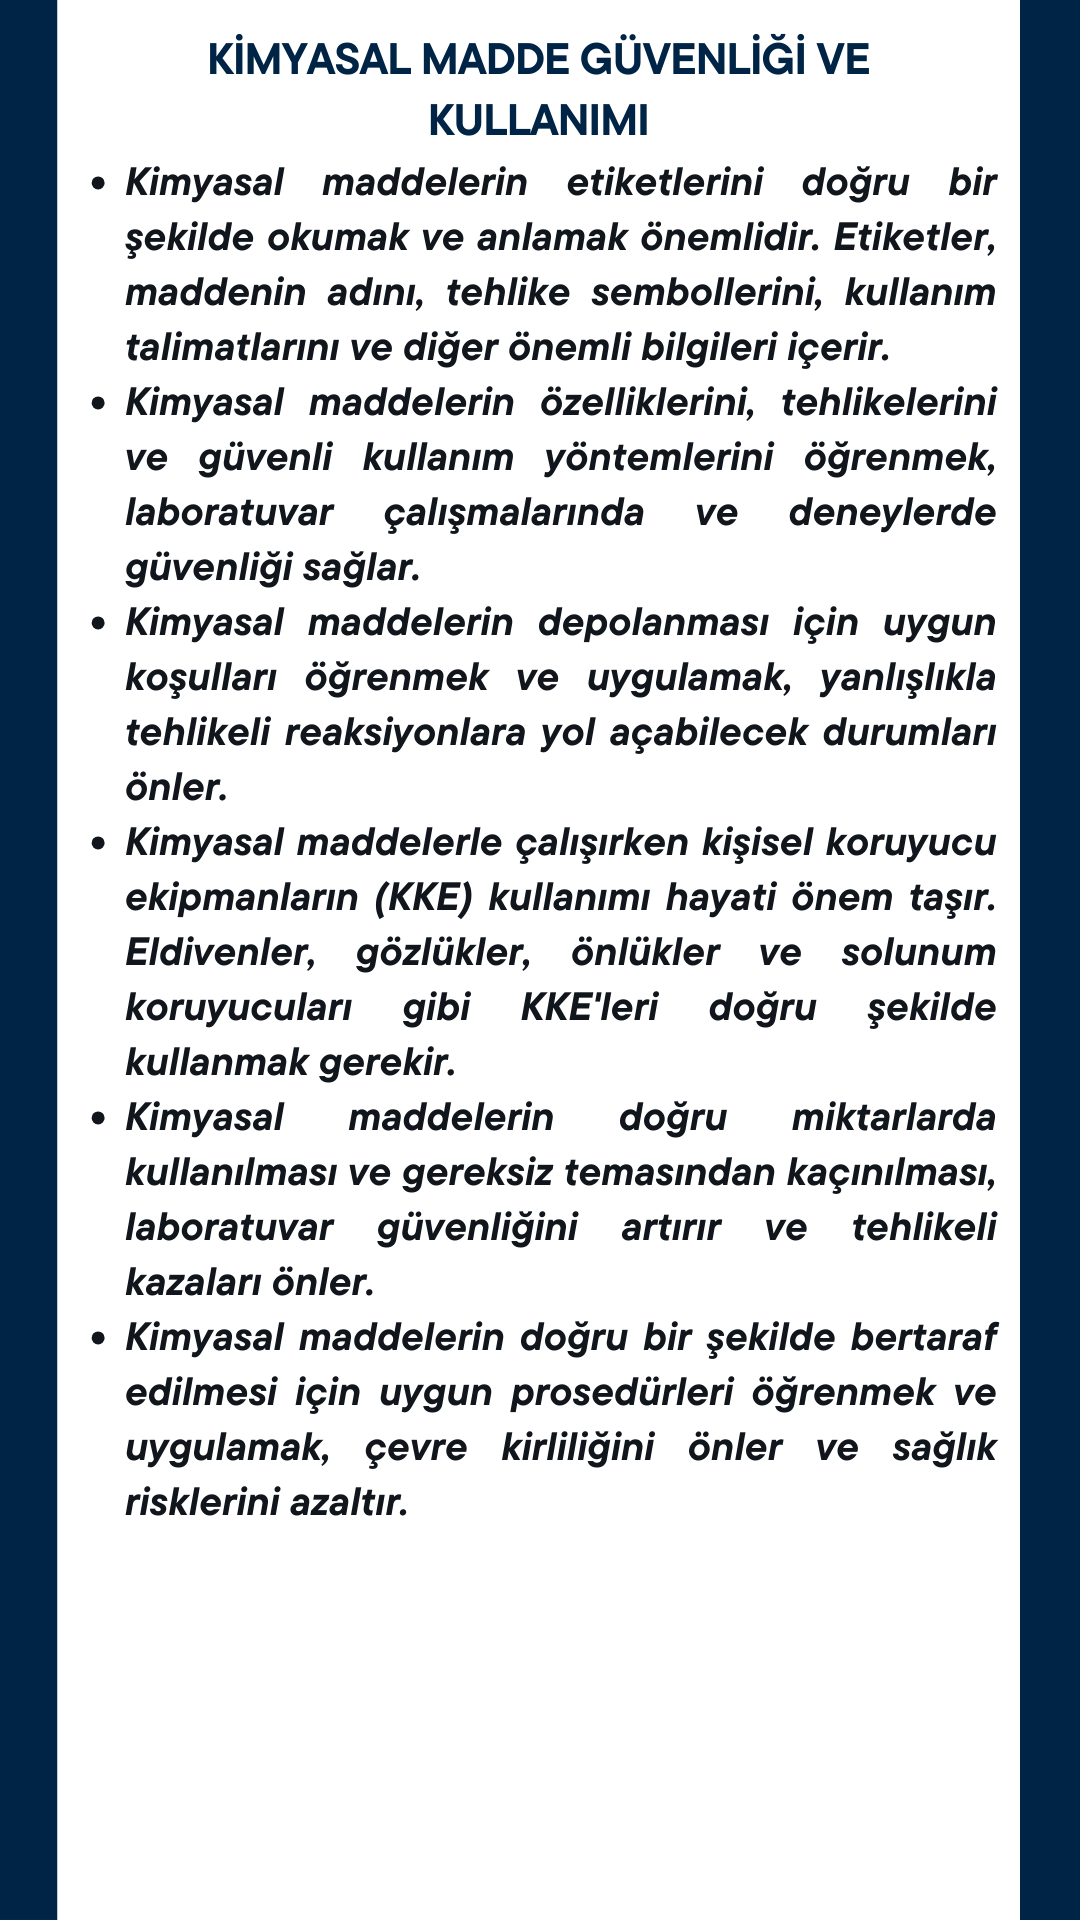 KİMYASAL MADDE GÜVENLİĞİ VE
KULLANIMI
• Kimyasal maddelerin etiketlerini doğru bir
şekilde okumak ve anlamak önemlidir. Etiketler,
maddenin adını, tehlike sembollerini, kullanım
talimatlarını ve diğer önemli bilgileri içerir.
• Kimyasal maddelerin özelliklerini, tehlikelerini
ve güvenli kullanım yöntemlerini öğrenmek,
laboratuvar çalışmalarında ve deneylerde
güvenliği sağlar.
• Kimyasal maddelerin depolanması için uygun
koşulları öğrenmek ve uygulamak, yanlışlıkla
tehlikeli reaksiyonlara yol açabilecek durumları
önler.
• Kimyasal maddelerle çalışırken kişisel koruyucu
ekipmanların (KKE) kullanımı hayati önem taşır.
Eldivenler, gözlükler, önlükler ve solunum
koruyucuları gibi KKE'leri doğru şekilde
kullanmak gerekir.
• Kimyasal maddelerin doğru miktarlarda
kullanılması ve gereksiz temasından kaçınılması,
laboratuvar güvenliğini artırır ve tehlikeli
kazaları önler.
• Kimyasal maddelerin doğru bir şekilde bertaraf
edilmesi için uygun prosedürleri öğrenmek ve
uygulamak, çevre kirliliğini önler ve sağlık
risklerini azaltır.